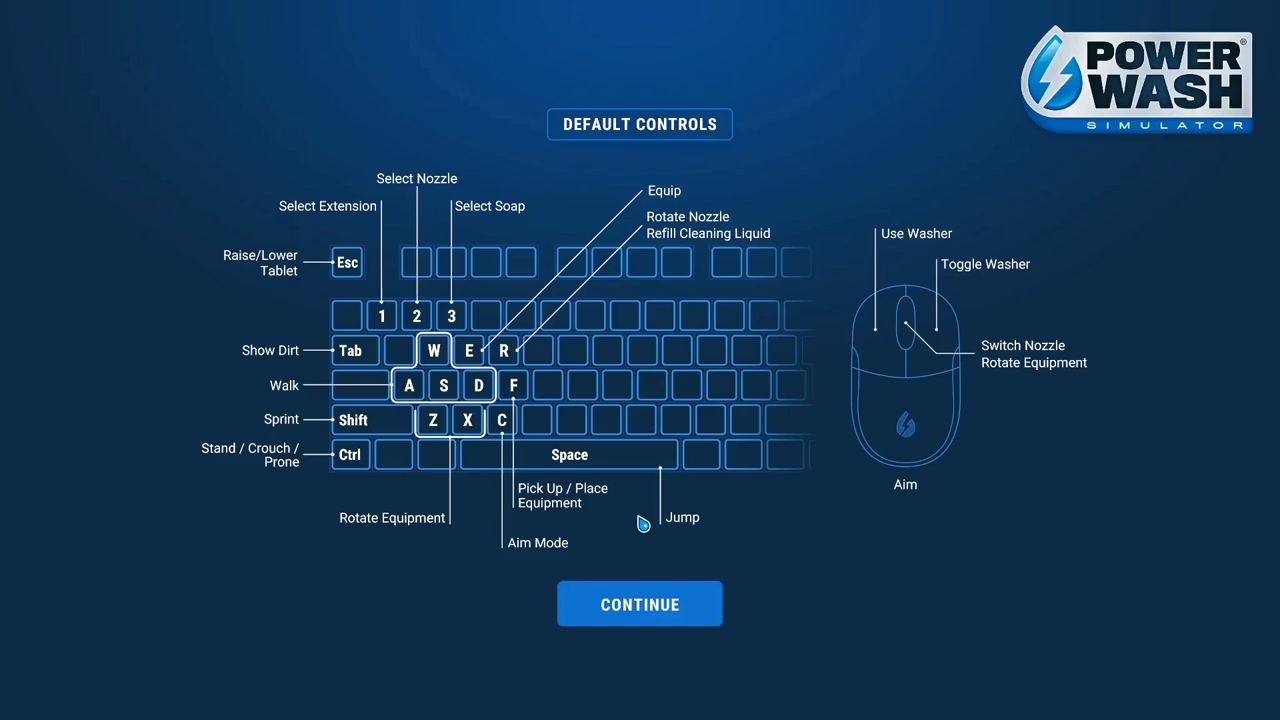 POWER
WASH
SIMULATOR
DEFAULT CONTROLS
Select Nozzle
Select Extension
Select Soap
Equip
Rotate Nozzle
Refill Cleaning Liquid
Raise/Lower
Tablet
Esc
1 2 3
Show Dirt
Tab W E R
Walk
A S D F
Sprint
Shift Z X C
Stand / Crouch /
Prone
Ctrl Space
Pick Up / Place
Equipment
Rotate Equipment
Jump
Aim Mode
Use Washer
Toggle Washer
Switch Nozzle
Rotate Equipment
Aim
CONTINUE